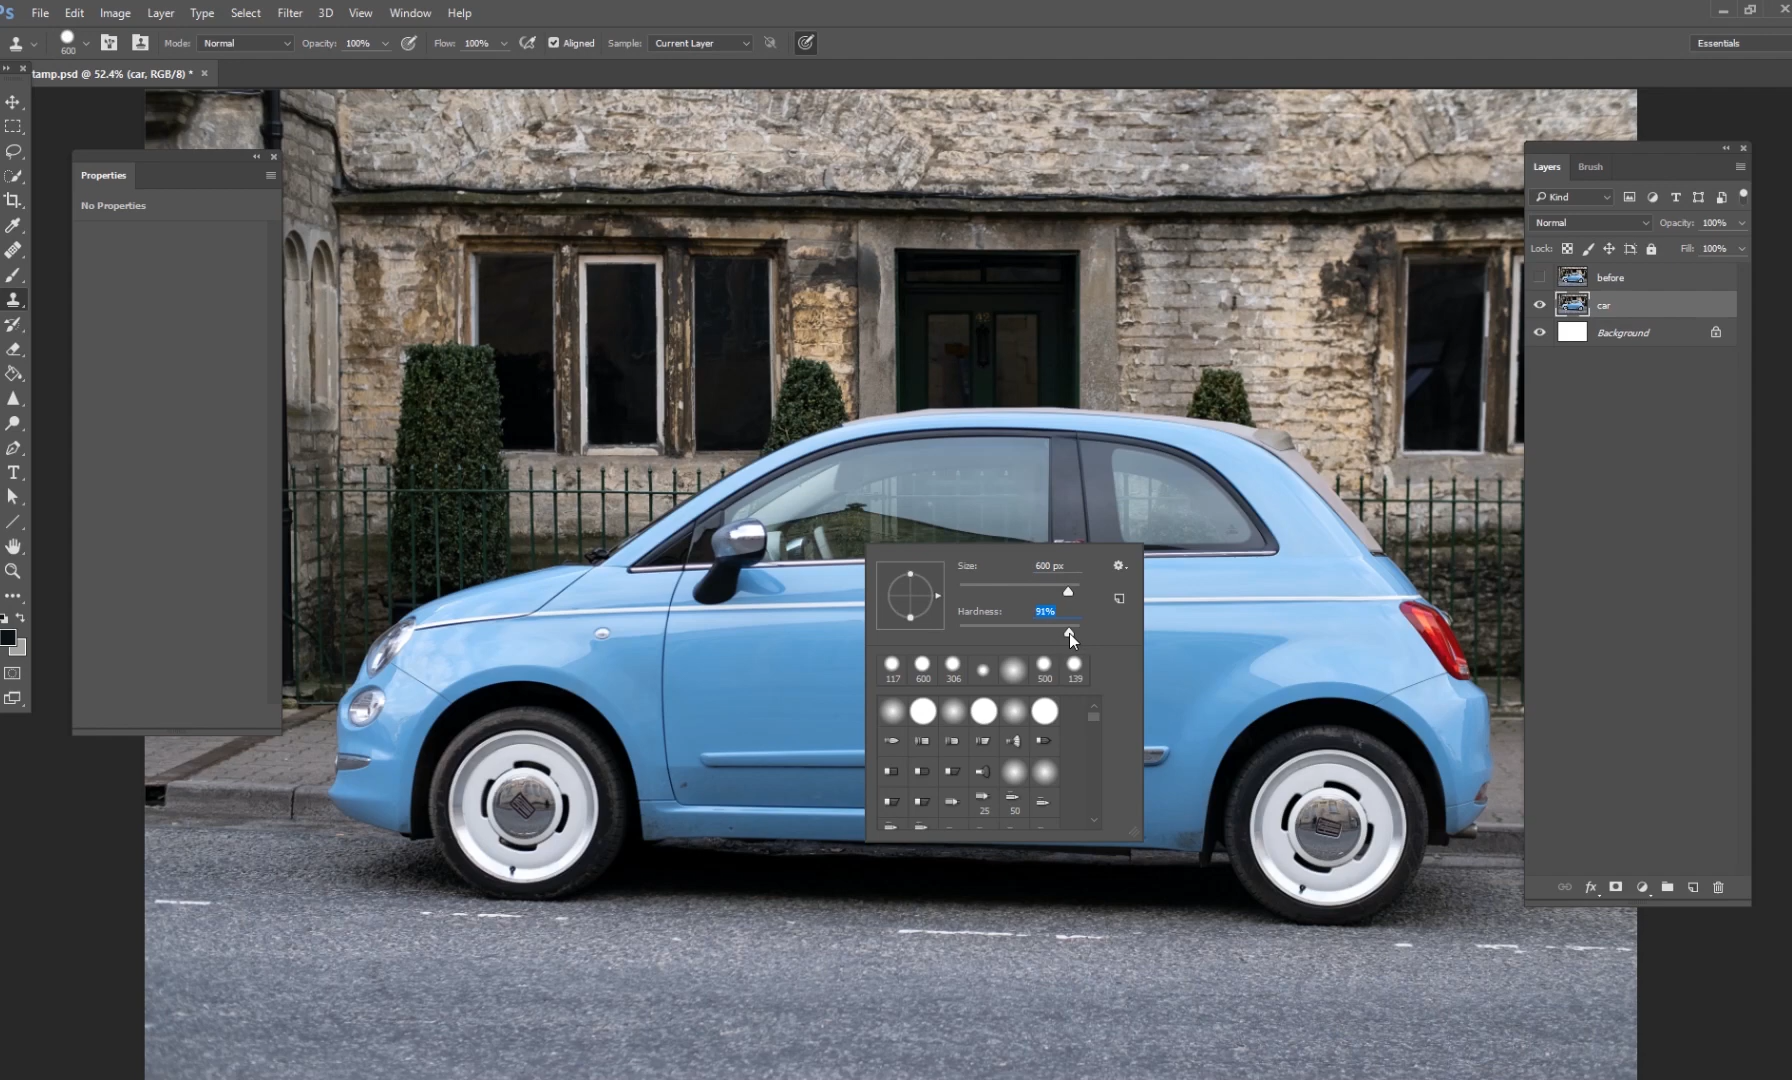 Ps File Edit Image Layer Type Select Filter 3D View Window Help
600 Mode: Normal Opacity: 100% Flow: 100% Aligned Sample: Current Layer Essentials
tamp.psd @ 52.4% (car, RGB/8) *
Properties
No Properties
Layers Brush
Kind
Normal Opacity: 100%
Lock: Fill: 100%
before
car
Background
fx
42
Size: 600 px
Hardness: 91%
117 600 306 500 139
25 50